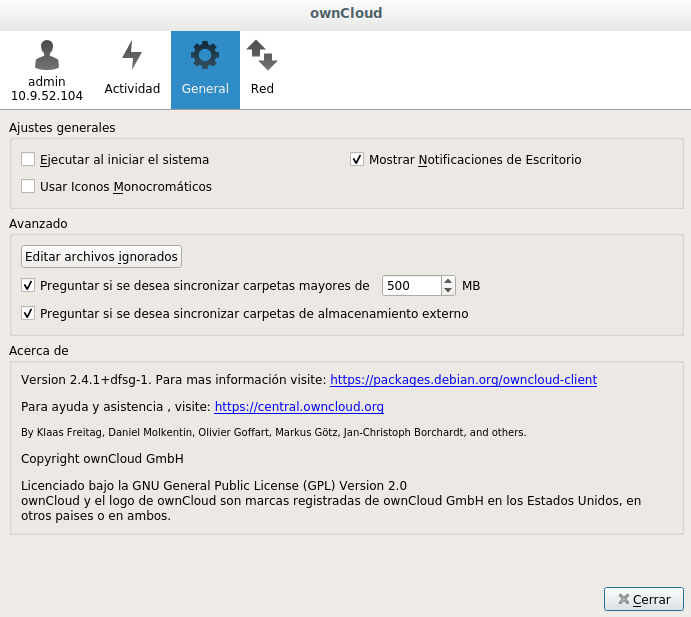 ownCloud
admin
10.9.52.104
Actividad
General
Red
Ajustes generales
Ejecutar al iniciar el sistema
Mostrar Notificaciones de Escritorio
Usar Iconos Monocromáticos
Avanzado
Editar archivos ignorados
Preguntar si se desea sincronizar carpetas mayores de 500 MB
Preguntar si se desea sincronizar carpetas de almacenamiento externo
Acerca de
Version 2.4.1+dfsg-1. Para mas información visite: https://packages.debian.org/owncloud-client
Para ayuda y asistencia , visite: https://central.owncloud.org
By Klaas Freitag, Daniel Molkentin, Olivier Goffart, Markus Götz, Jan-Christoph Borchardt, and others.
Copyright ownCloud GmbH
Licenciado bajo la GNU General Public License (GPL) Version 2.0
ownCloud y el logo de ownCloud son marcas registradas de ownCloud GmbH en los Estados Unidos, en
otros paises o en ambos.
Cerrar